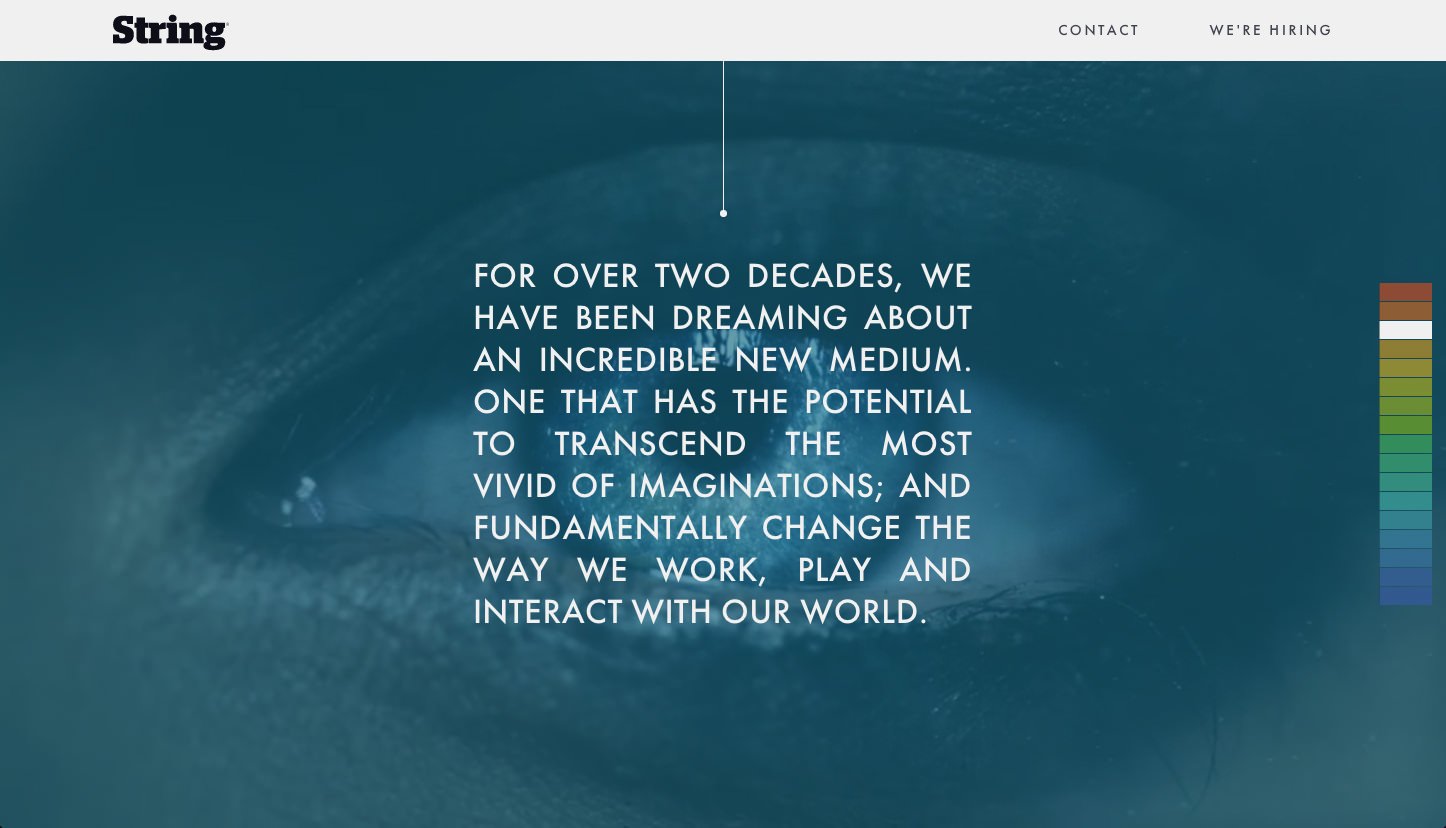 String
CONTACT
WE'RE HIRING
FOR OVER TWO DECADES, WE
HAVE BEEN DREAMING ABOUT
AN INCREDIBLE NEW MEDIUM.
ONE THAT HAS THE POTENTIAL
TO TRANSCEND THE MOST
VIVID OF IMAGINATIONS; AND
FUNDAMENTALLY CHANGE THE
WAY WE WORK, PLAY AND
INTERACT WITH OUR WORLD.